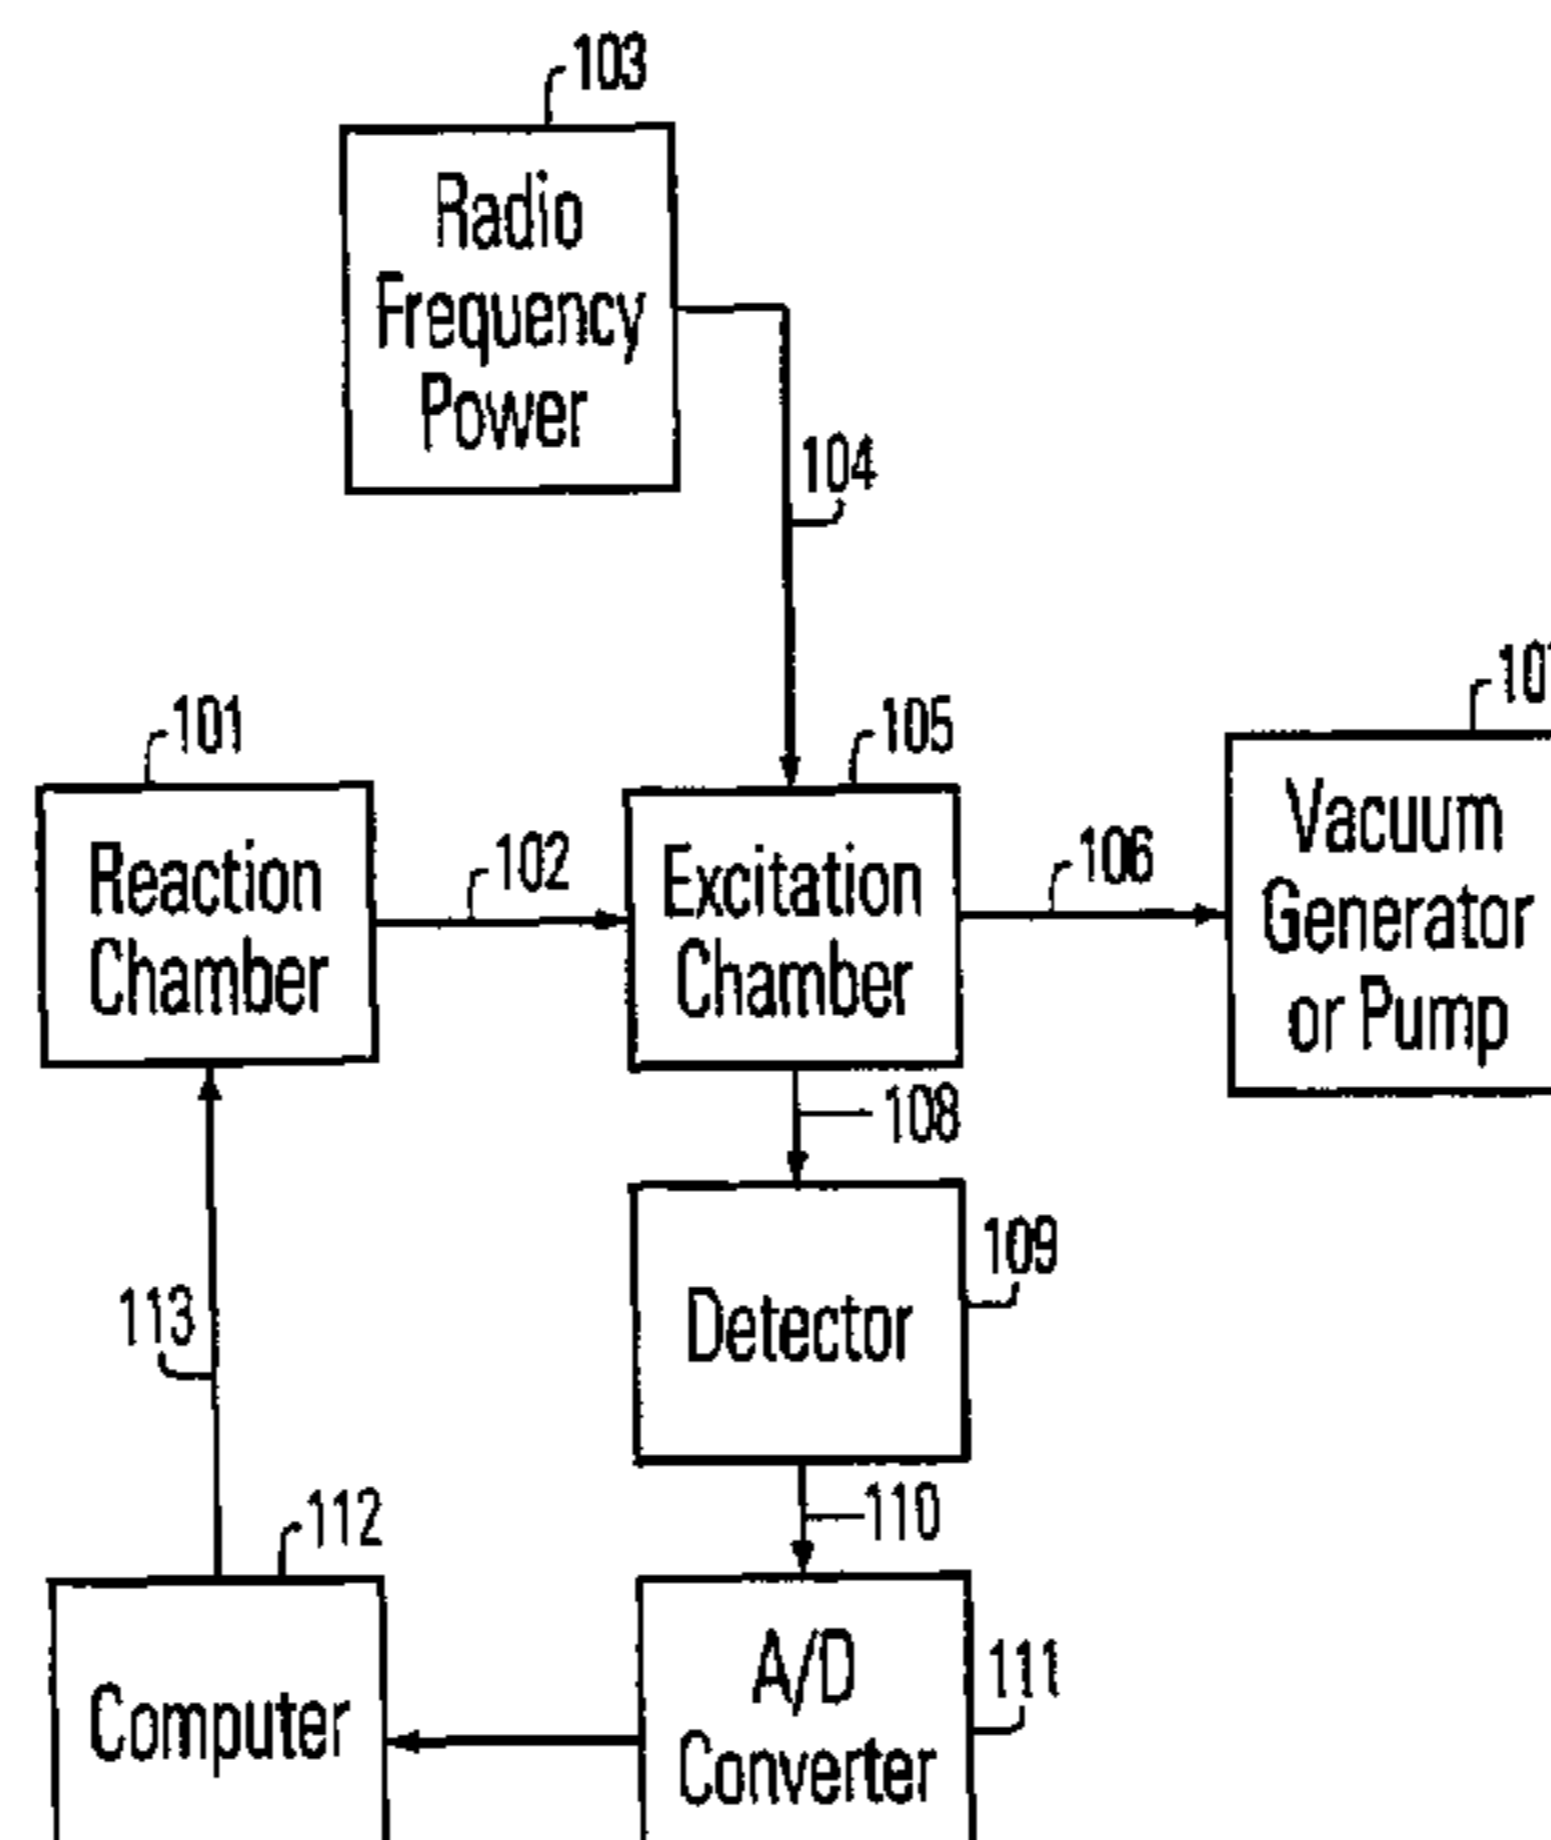 103
Radio
Frequency
Power
104
101
105
107
Reaction
Chamber
102
Excitation
Chamber
106
Vacuum
Generator
or Pump
108
109
Detector
113
110
112
Computer
A/D
Converter
111